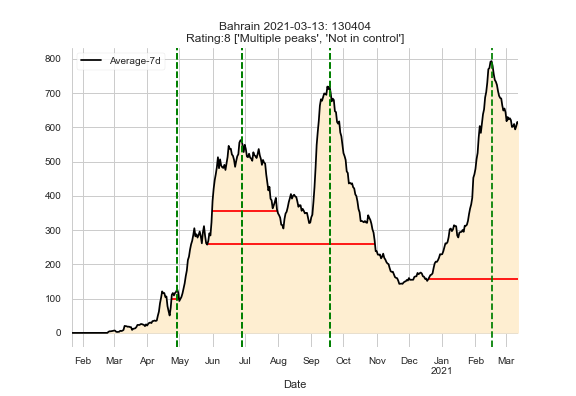 Bahrain 2021-03-13: 130404
Rating:8 ['Multiple peaks', 'Not in control']
Average-7d
800
700
600
500
400
300
200
100
0
Feb Mar Apr May Jun Jul Aug Sep Oct Nov Dec Jan Feb Mar
2021
Date